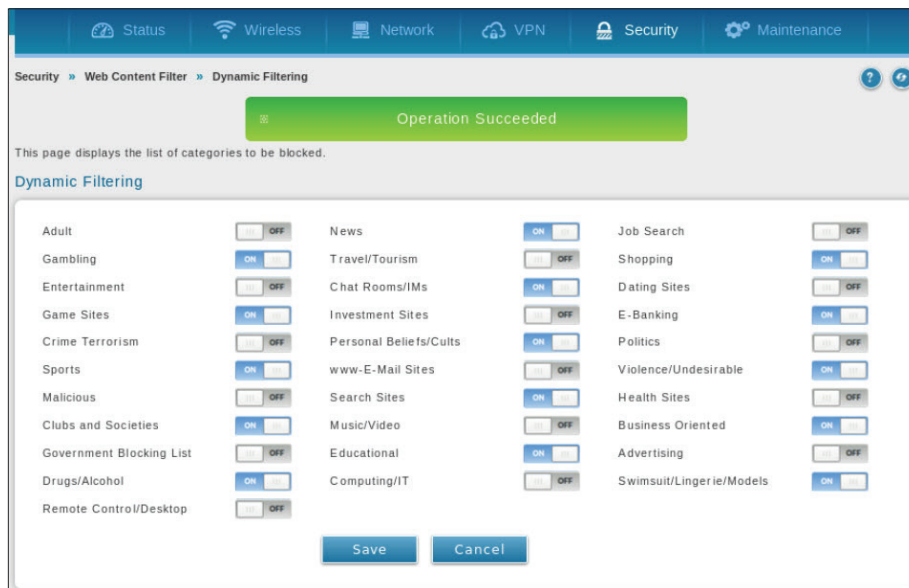 Status Wireless Network VPN Security Maintenance
Security » Web Content Filter » Dynamic Filtering
Operation Succeeded
This page displays the list of categories to be blocked.
Dynamic Filtering
Adult OFF News ON Job Search OFF
Gambling ON Travel/Tourism OFF Shopping ON
Entertainment OFF Chat Rooms/IMs ON Dating Sites OFF
Game Sites ON Investment Sites OFF E-Banking ON
Crime Terrorism OFF Personal Beliefs/Cults ON Politics OFF
Sports ON www-E-Mail Sites OFF Violence/Undesirable ON
Malicious OFF Search Sites ON Health Sites OFF
Clubs and Societies ON Music/Video OFF Business Oriented ON
Government Blocking List OFF Educational ON Advertising OFF
Drugs/Alcohol ON Computing/IT OFF Swimsuit/Lingerie/Models ON
Remote Control/Desktop OFF
Save Cancel